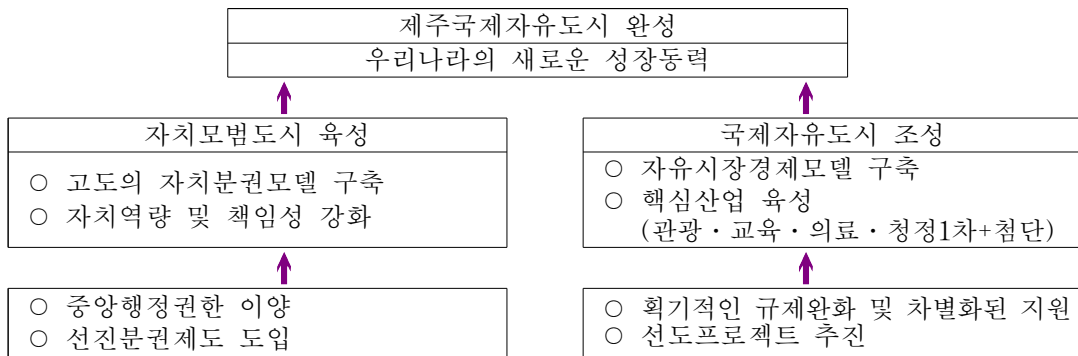 제주국제자유도시 완성
우리나라의 새로운 성장동력
자치모범도시 육성
○ 고도의 자치분권모델 구축
○ 자치역량 및 책임성 강화
국제자유도시 조성
○ 자유시장경제모델 구축
○ 핵심산업 육성
(관광・교육・의료・청정1차+첨단)
○ 중앙행정권한 이양
○ 선진분권제도 도입
○ 획기적인 규제완화 및 차별화된 지원
○ 선도프로젝트 추진